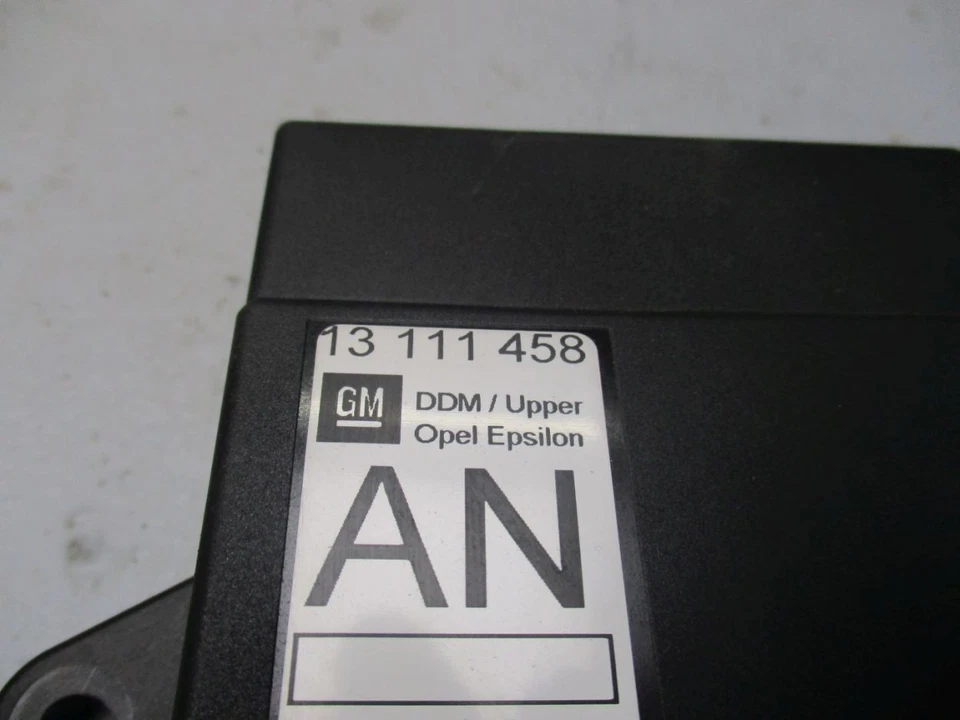 13 111 458
GM
DDM / Upper
Opel Epsilon
AN